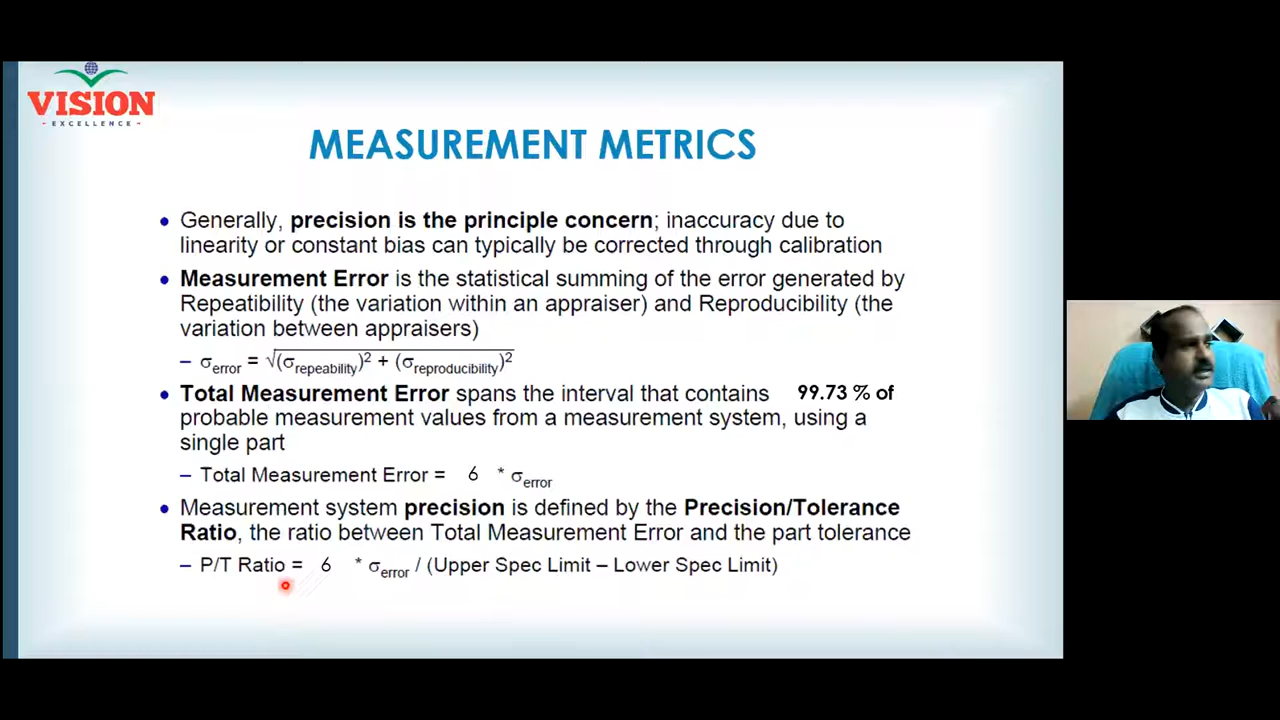 VISION
- EXCELLENCE -
MEASUREMENT METRICS
• Generally, precision is the principle concern; inaccuracy due to
linearity or constant bias can typically be corrected through calibration
• Measurement Error is the statistical summing of the error generated by
Repeatibility (the variation within an appraiser) and Reproducibility (the
variation between appraisers)
– σerror = √(σrepeability)² + (σreproducibility)²
• Total Measurement Error spans the interval that contains 99.73 % of
probable measurement values from a measurement system, using a
single part
– Total Measurement Error = 6 * σerror
• Measurement system precision is defined by the Precision/Tolerance
Ratio, the ratio between Total Measurement Error and the part tolerance
– P/T Ratio = 6 * σerror / (Upper Spec Limit – Lower Spec Limit)